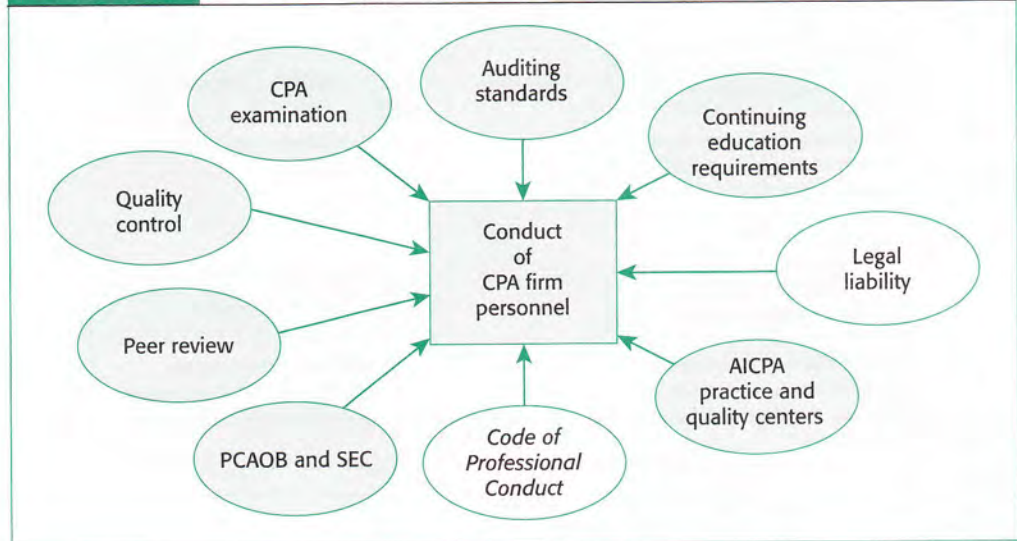 Auditing
standards
CPA
examination
Continuing
education
requirements
Quality
control
Conduct
of
CPA firm
personnel
Legal
liability
Peer review
AICPA
practice and
quality centers
PCAOB and SEC
Code of
Professional
Conduct